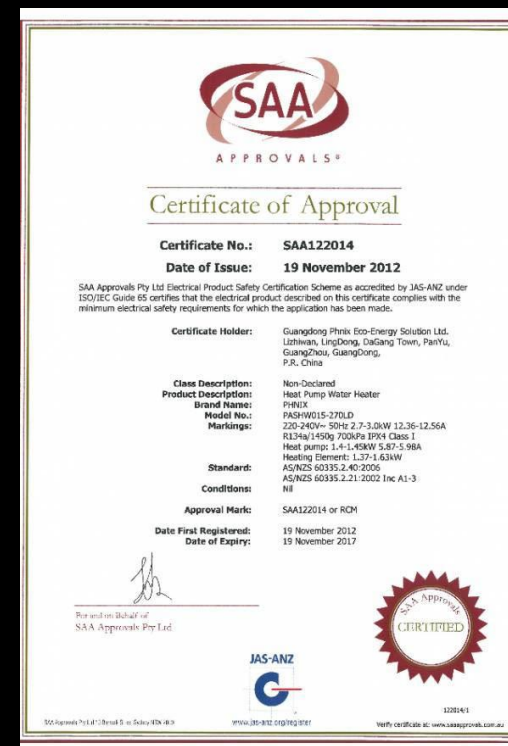 SAA
APPROVALS®
Certificate of Approval
Certificate No.: SAA122014
Date of Issue: 19 November 2012
SAA Approvals Pty Ltd Electrical Product Safety Certification Scheme as accredited by JAS-ANZ under
ISO/IEC Guide 65 certifies that the electrical product described on this certificate complies with the
minimum electrical safety requirements for which the application has been made.
Certificate Holder: Guangdong Phnix Eco-Energy Solution Ltd.
Lizhiwan, LingDong, DaGang Town, PanYu,
GuangZhou, GuangDong,
P.R. China
Class Description: Non-Declared
Product Description: Heat Pump Water Heater
Brand Name: PHNIX
Model No.: PASHW015-270LD
Markings: 220-240V~ 50Hz 2.7-3.0kW 12.36-12.56A
R134a/1450g 700kPa IPX4 Class I
Heat pump: 1.4-1.45kW 5.87-5.98A
Heating Element: 1.37-1.63kW
Standard: AS/NZS 60335.2.40:2006
AS/NZS 60335.2.21:2002 Inc A1-3
Conditions: Nil
Approval Mark: SAA122014 or RCM
Date First Registered: 19 November 2012
Date of Expiry: 19 November 2017
For and on Behalf of
SAA Approvals Pty Ltd
SAA Approvals
CERTIFIED
JAS-ANZ
www.jas-anz.org/register
122014/1
SAA Approvals Pty Ltd
Verify certificate at: www.saaapprovals.com.au